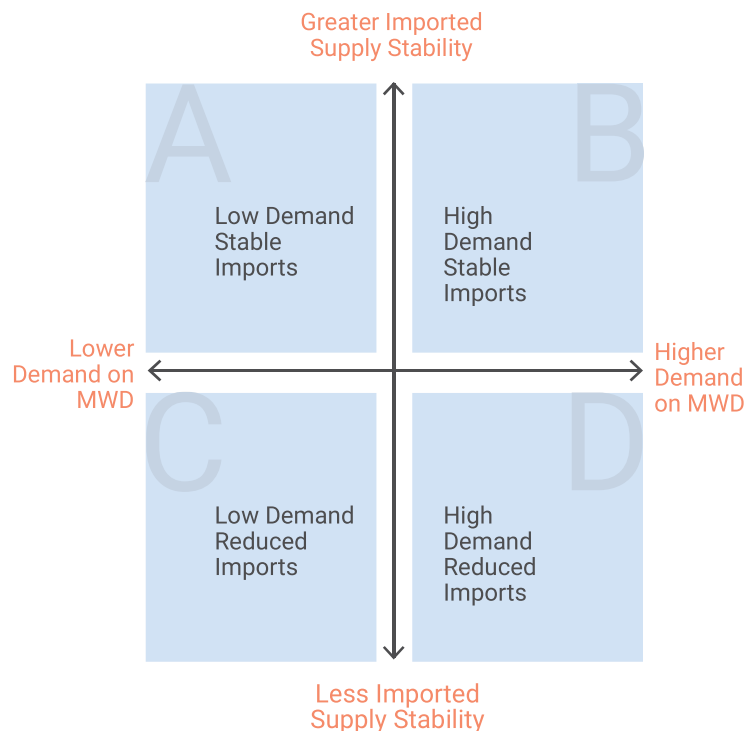 Greater Imported
Supply Stability
A
Low Demand
Stable
Imports
B
High
Demand
Stable
Imports
Lower
Demand on
MWD
Higher
Demand
on MWD
C
Low Demand
Reduced
Imports
D
High
Demand
Reduced
Imports
Less Imported
Supply Stability